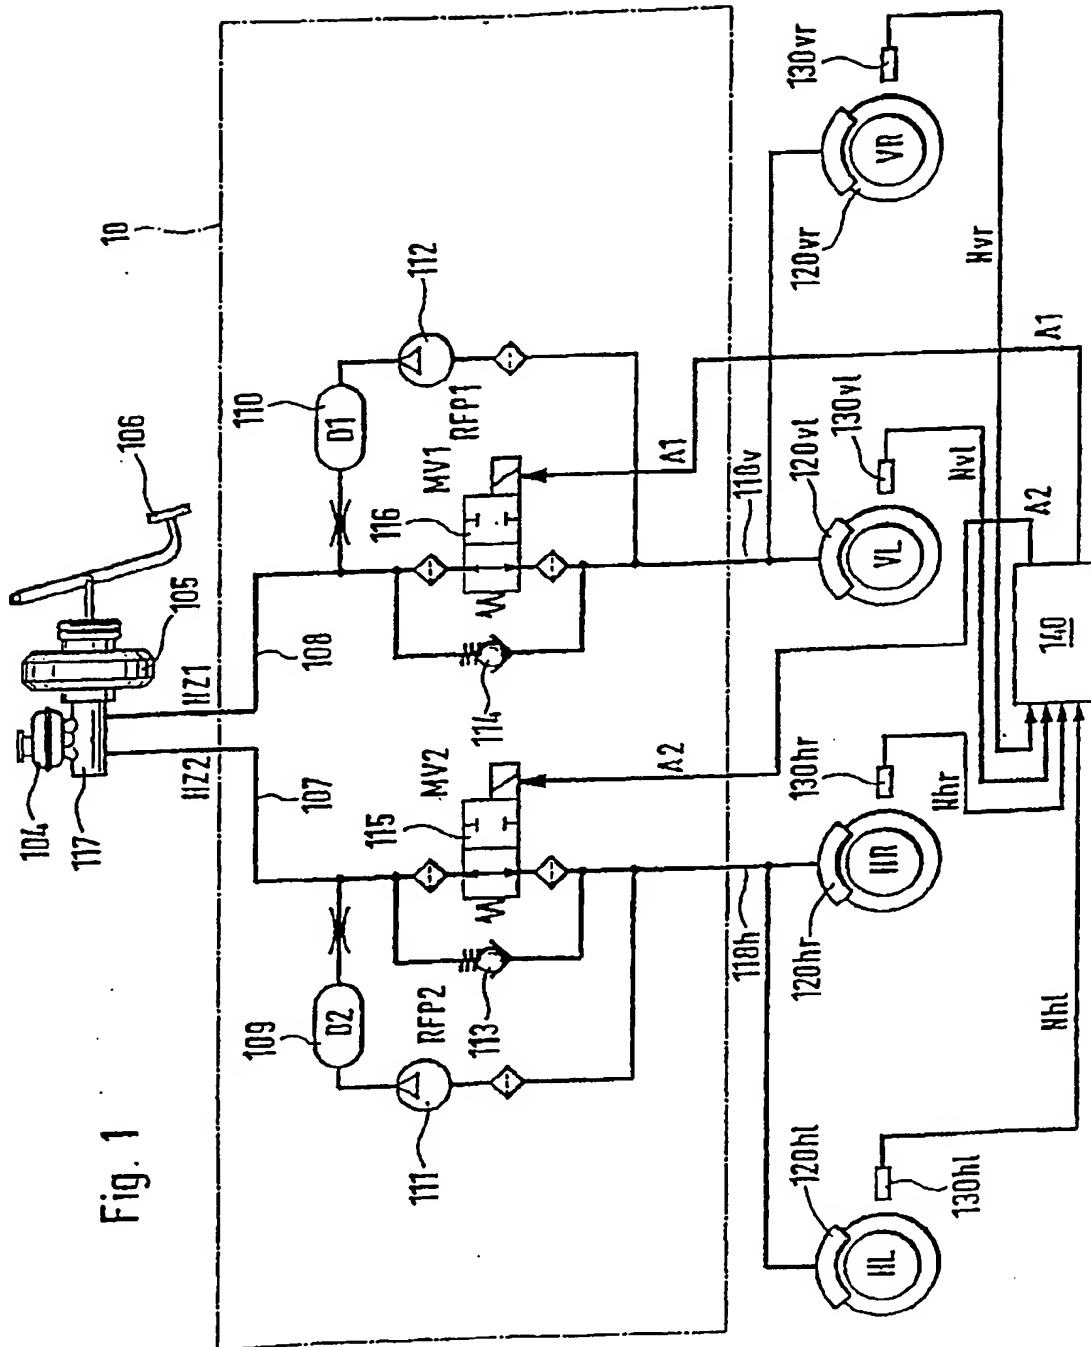 Fig. 1
104
117
106
105
10
HZ2
HZ1
109
110
107
108
D2
D1
115
116
111
112
RFP2
MV2
MV1
RFP1
113
114
A2
A1
118h
118v
120hl
120hr
120vl
120vr
130vr
130hr
130vl
HL
HR
VL
VR
130hl
Nhr
Nvl
Nvr
Nhl
140
A2
A1